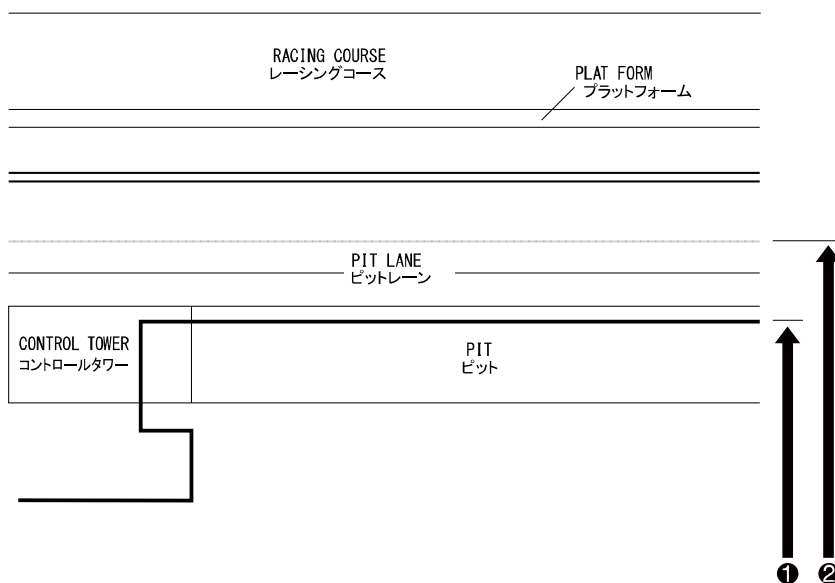 RACING COURSE
レーシングコース
PLAT FORM
プラットフォーム
PIT LANE
ピットレーン
CONTROL TOWER
コントロールタワー
PIT
ピット
❶ ❷